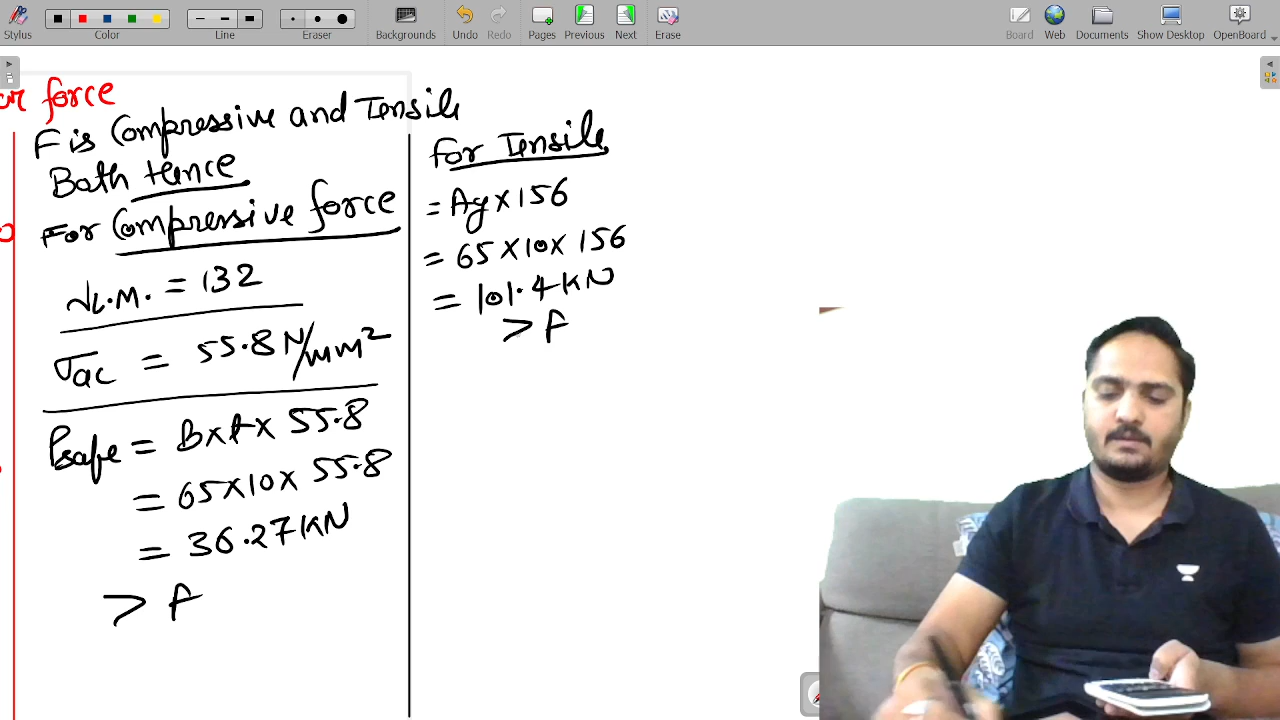 Stylus
Color
Line
Eraser
Backgrounds
Undo
Redo
Pages
Previous
Next
Erase
Board
Web
Documents
Show Desktop
OpenBoard
force
F is Compressive and Tensile
Bath Hence
For Compressive force
= 132
σac = 55.8 N/mm²
Psafe = B×t× 55.8
= 65×10× 55.8
= 36.27 KN
> F
For Tensile
= Ag×156
= 65×10× 156
= 101.4 KN
> F